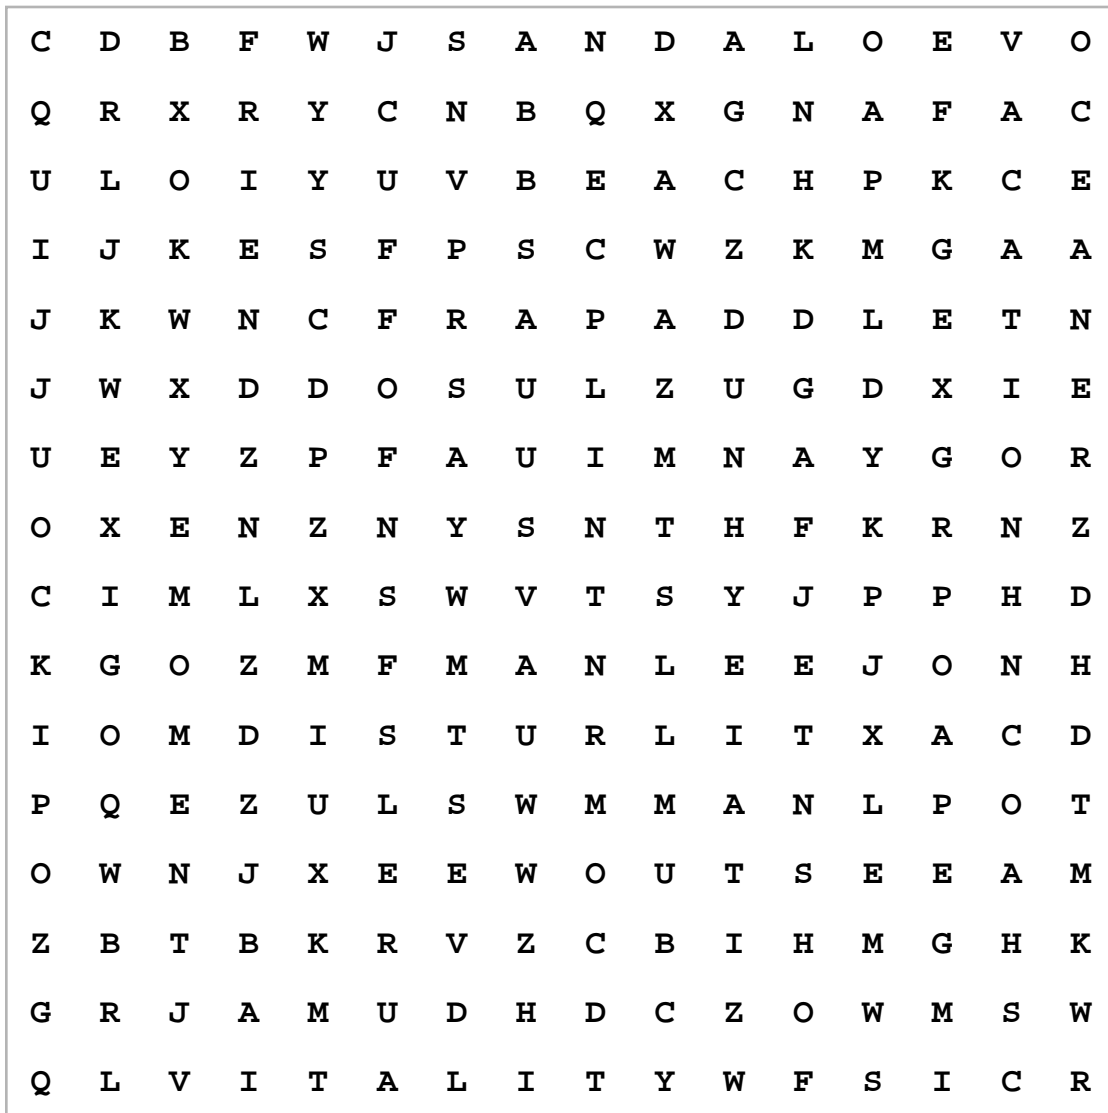 C D B F W J S A N D A L O E V O
Q R X R Y C N B Q X G N A F A C
U L O I Y U V B E A C H P K C E
I J K E S F P S C W Z K M G A A
J K W N C F R A P A D D L E T N
J W X D D O S U L Z U G D X I E
U E Y Z P F A U I M N A Y G O R
O X E N Z N Y S N T H F K R N Z
C I M L X S W V T S Y J P P H D
K G O Z M F M A N L E E J O N H
I O M D I S T U R L I T X A C D
P Q E Z U L S W M M A N L P O T
O W N J X E E W O U T S E E A M
Z B T B K R V Z C B I H M G H K
G R J A M U D H D C Z O W M S W
Q L V I T A L I T Y W F S I C R